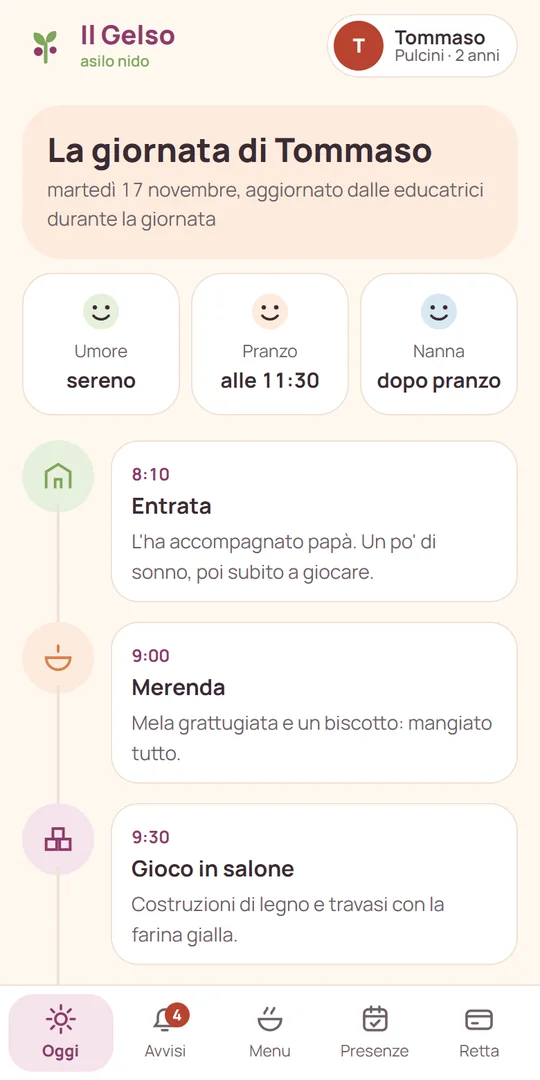 Il Gelso
asilo nido
T
Tommaso
Pulcini · 2 anni
La giornata di Tommaso
martedì 17 novembre, aggiornato dalle educatrici
durante la giornata
Umore
sereno
Pranzo
alle 11:30
Nanna
dopo pranzo
8:10
Entrata
L'ha accompagnato papà. Un po' di
sonno, poi subito a giocare.
9:00
Merenda
Mela grattugiata e un biscotto: mangiato
tutto.
9:30
Gioco in salone
Costruzioni di legno e travasi con la
farina gialla.
Oggi
4
Avvisi
Menu
Presenze
Retta